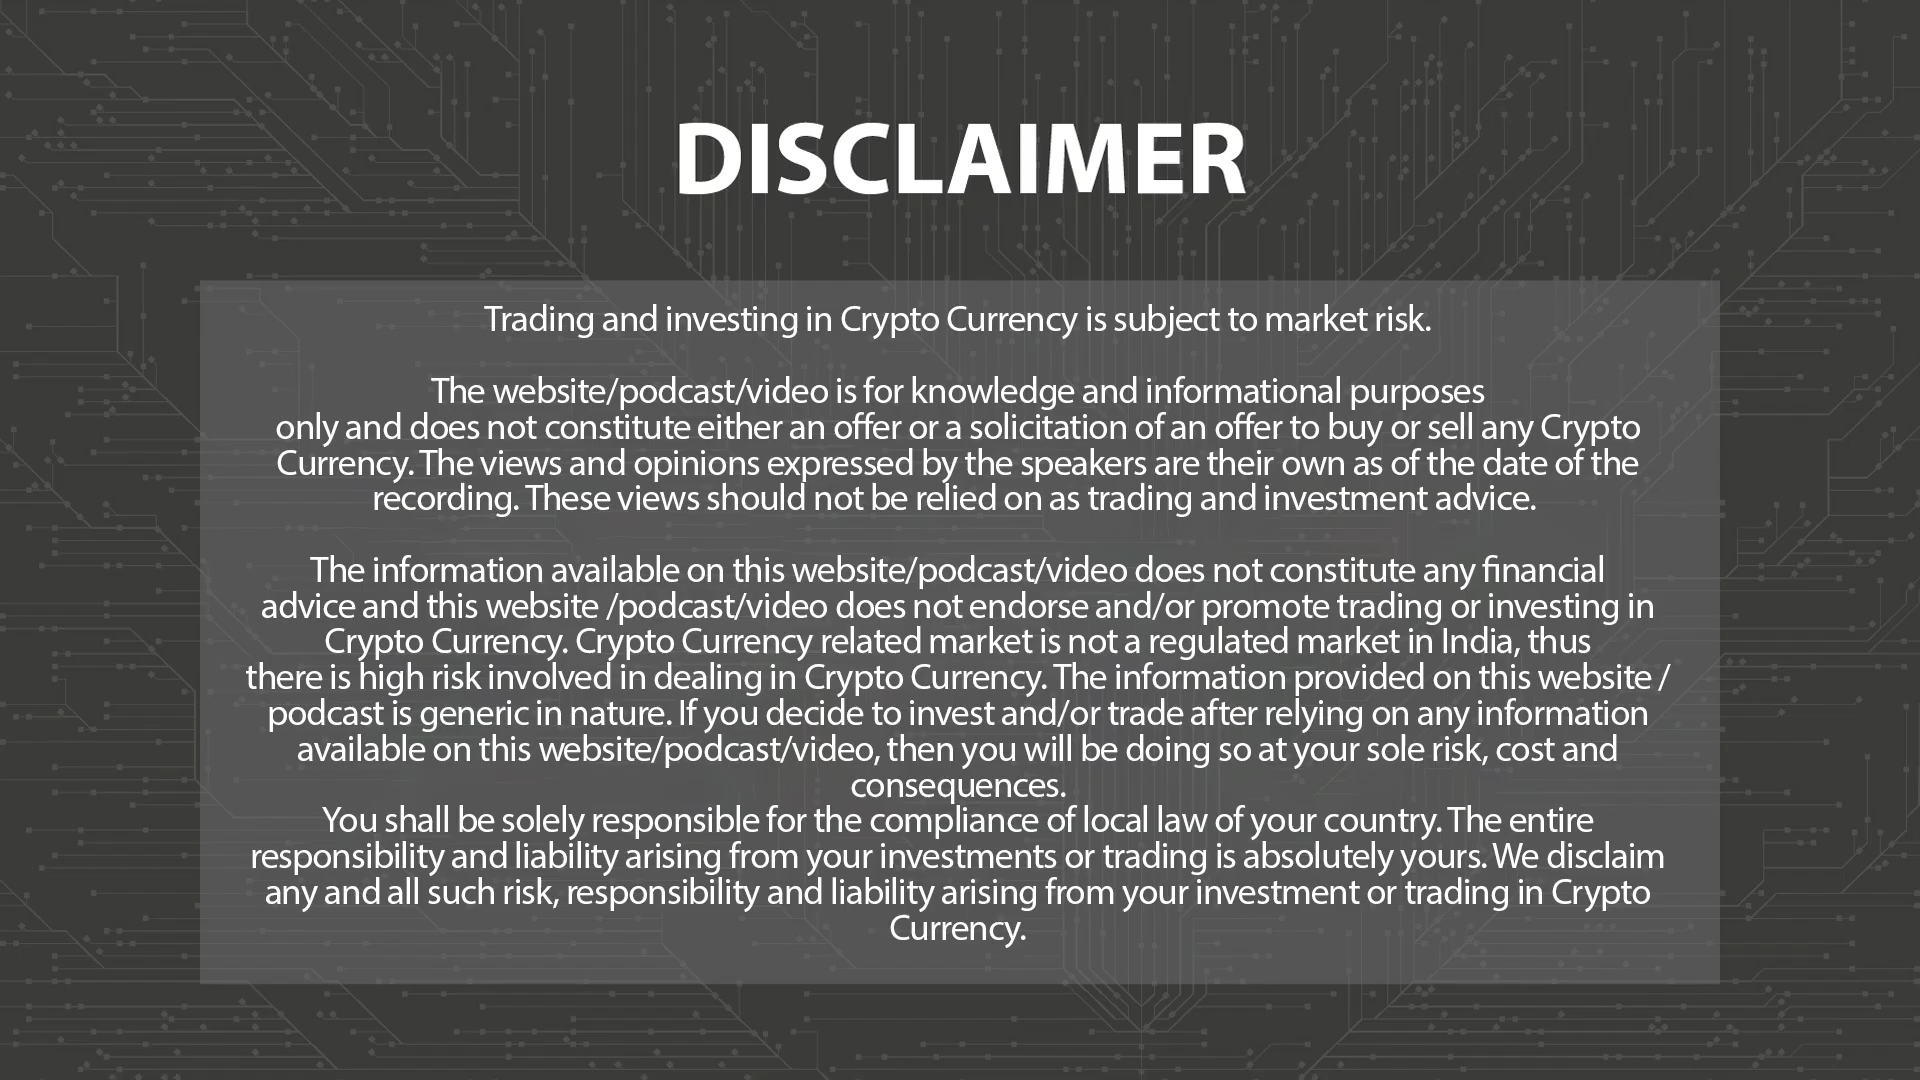 DISCLAIMER
Trading and investing in Crypto Currency is subject to market risk.
The website/podcast/video is for knowledge and informational purposes
only and does not constitute either an offer or a solicitation of an offer to buy or sell any Crypto
Currency. The views and opinions expressed by the speakers are their own as of the date of the
recording. These views should not be relied on as trading and investment advice.
The information available on this website/podcast/video does not constitute any financial
advice and this website /podcast/video does not endorse and/or promote trading or investing in
Crypto Currency. Crypto Currency related market is not a regulated market in India, thus
there is high risk involved in dealing in Crypto Currency. The information provided on this website /
podcast is generic in nature. If you decide to invest and/or trade after relying on any information
available on this website/podcast/video, then you will be doing so at your sole risk, cost and
consequences.
You shall be solely responsible for the compliance of local law of your country. The entire
responsibility and liability arising from your investments or trading is absolutely yours. We disclaim
any and all such risk, responsibility and liability arising from your investment or trading in Crypto
Currency.